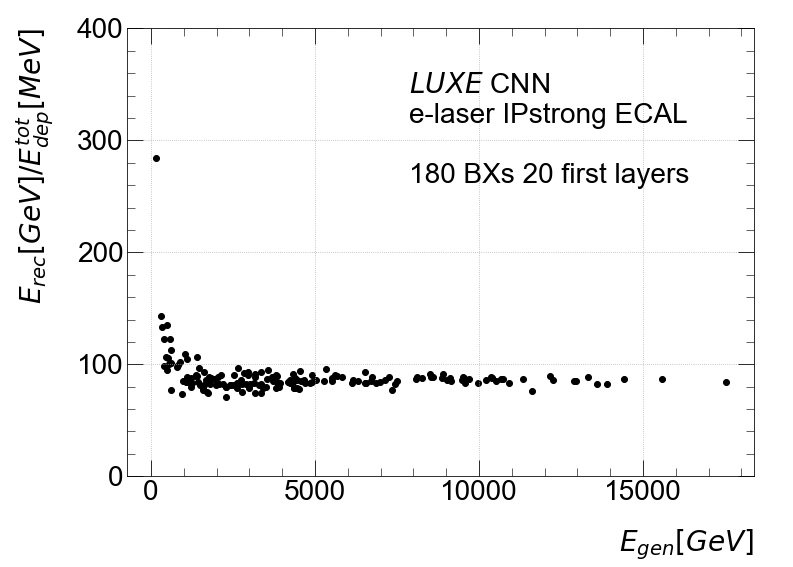 E_rec[GeV]/E_dep^tot[MeV]
400
300
200
100
0
LUXE CNN
e-laser IPstrong ECAL
180 BXs 20 first layers
0 5000 10000 15000
E_gen[GeV]